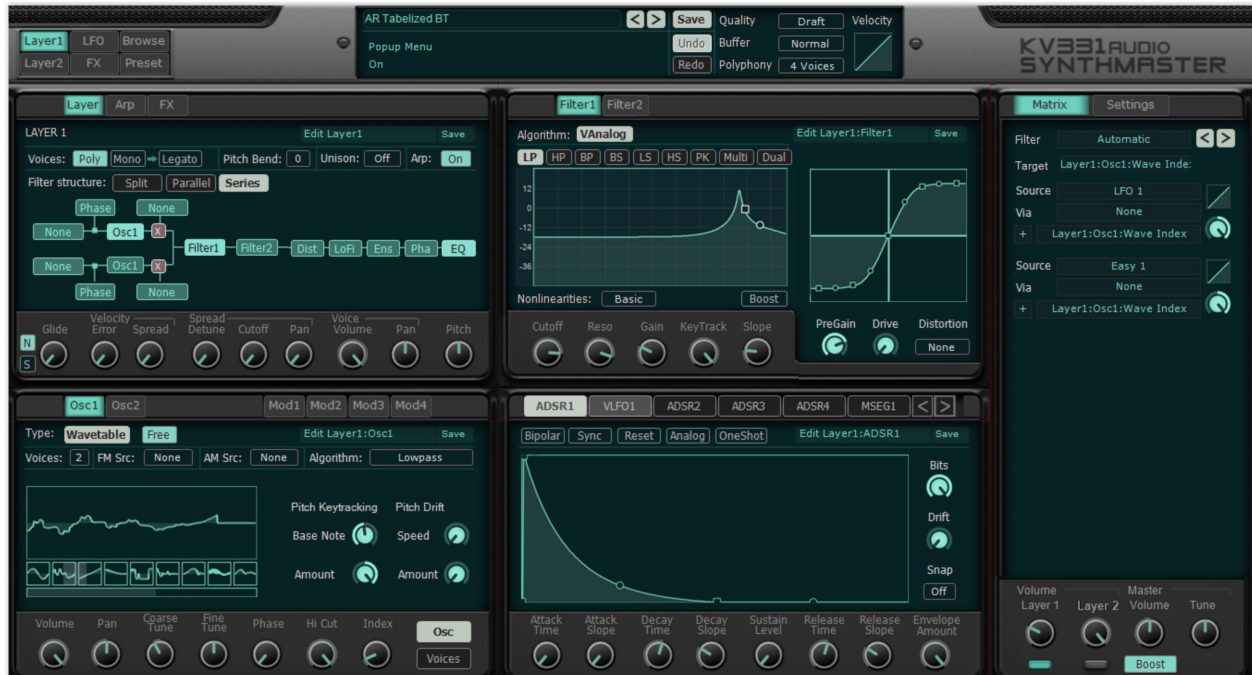 Layer1 LFO Browse
Layer2 FX Preset
AR Tabelized BT
Popup Menu
On
< > Save
Undo
Redo
Quality Draft
Buffer Normal
Polyphony 4 Voices
Velocity
KV331 AUDIO
SYNTHMASTER
Layer Arp FX
LAYER 1 Edit Layer1 Save
Voices: Poly Mono Legato Pitch Bend: 0 Unison: Off Arp: On
Filter structure: Split Parallel Series
Phase None
None Osc1 X
Filter1 Filter2 Dist LoFi Ens Pha EQ
None Osc1 X
Phase None
Velocity Spread Voice
Glide Error Spread Detune Cutoff Pan Volume Pan Pitch
N
S
Filter1 Filter2
Algorithm: VAnalog Edit Layer1:Filter1 Save
LP HP BP BS LS HS PK Multi Dual
12
0
-12
-24
-36
Nonlinearities: Basic Boost
Cutoff Reso Gain KeyTrack Slope
PreGain Drive Distortion
None
Matrix Settings
Filter Automatic < >
Target Layer1:Osc1:Wave Inde:
Source LFO 1
Via None
+ Layer1:Osc1:Wave Index
Source Easy 1
Via None
+ Layer1:Osc1:Wave Index
Osc1 Osc2 Mod1 Mod2 Mod3 Mod4
Type: Wavetable Free Edit Layer1:Osc1 Save
Voices: 2 FM Src: None AM Src: None Algorithm: Lowpass
Pitch Keytracking Pitch Drift
Base Note Speed
Amount Amount
Volume Pan Coarse Tune Fine Tune Phase Hi Cut Index
Osc
Voices
ADSR1 VLFO1 ADSR2 ADSR3 ADSR4 MSEG1 < >
Bipolar Sync Reset Analog OneShot Edit Layer1:ADSR1 Save
Bits
Drift
Snap
Off
Attack Attack Decay Decay Sustain Release Release Envelope
Time Slope Time Slope Level Time Slope Amount
Volume Master
Layer 1 Layer 2 Volume Tune
Boost